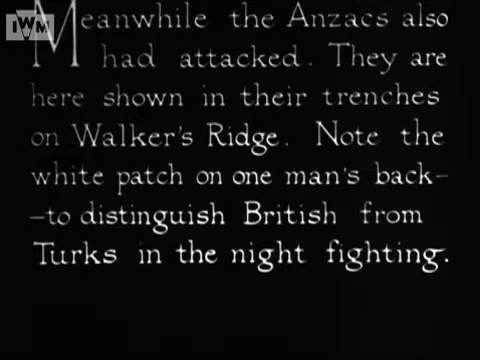 IWM
Meanwhile the Anzacs also
had attacked. They are
here shown in their trenches
on Walker's Ridge. Note the
white patch on one man's back-
-to distinguish British from
Turks in the night fighting.